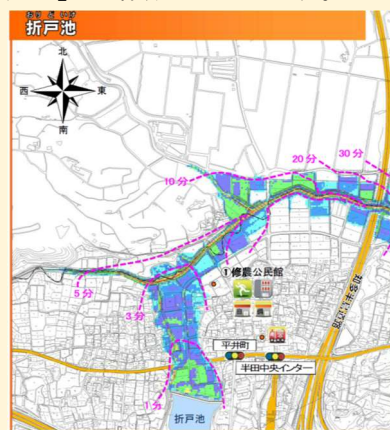 おりどいけ
折戸池
北
西 東
南
10分
20分
30分
5分
3分
①修農公民館
平井町
半田中央インター
1分
折戸池